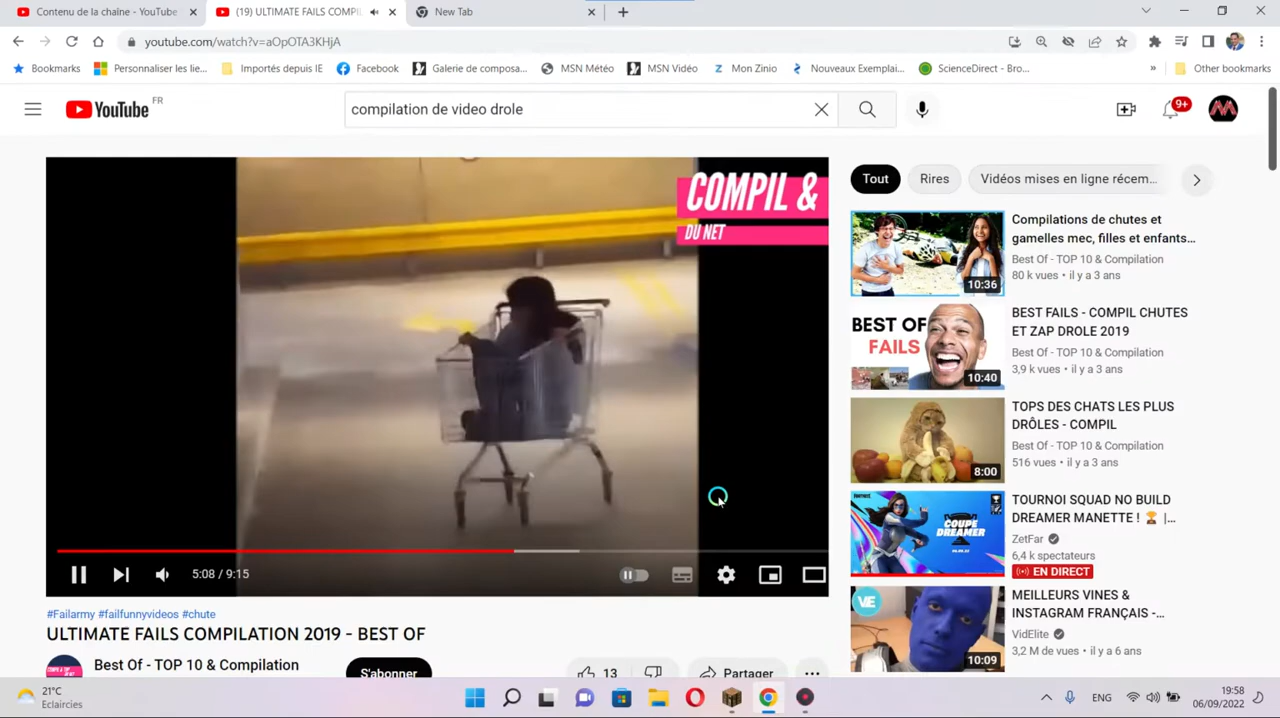 Contenu de la chaîne - YouTube
(19) ULTIMATE FAILS COMPIL
New Tab
youtube.com/watch?v=aOpOTA3KHjA
Bookmarks
Personnaliser les lie...
Importés depuis IE
Facebook
Galerie de composa...
MSN Météo
MSN Vidéo
Mon Zinio
Nouveaux Exemplai...
ScienceDirect - Bro...
»
Other bookmarks
YouTube FR
compilation de video drole
9+
COMPIL &
DU NET
Tout
Rires
Vidéos mises en ligne récem...
Compilations de chutes et
gamelles mec, filles et enfants...
Best Of - TOP 10 & Compilation
80 k vues • il y a 3 ans
10:36
BEST OF
FAILS
10:40
BEST FAILS - COMPIL CHUTES
ET ZAP DROLE 2019
Best Of - TOP 10 & Compilation
3,9 k vues • il y a 3 ans
8:00
TOPS DES CHATS LES PLUS
DRÔLES - COMPIL
Best Of - TOP 10 & Compilation
516 vues • il y a 3 ans
COUPE
DREAMER
TOURNOI SQUAD NO BUILD
DREAMER MANETTE ! 🏆 |...
ZetFar
6,4 k spectateurs
EN DIRECT
VE
10:09
MEILLEURS VINES &
INSTAGRAM FRANÇAIS -...
VidElite
3,2 M de vues • il y a 6 ans
5:08 / 9:15
#Failarmy #failfunnyvideos #chute
ULTIMATE FAILS COMPILATION 2019 - BEST OF
Best Of - TOP 10 & Compilation
S'abonner
13
Partager
21°C
Eclaircies
ENG
19:58
06/09/2022